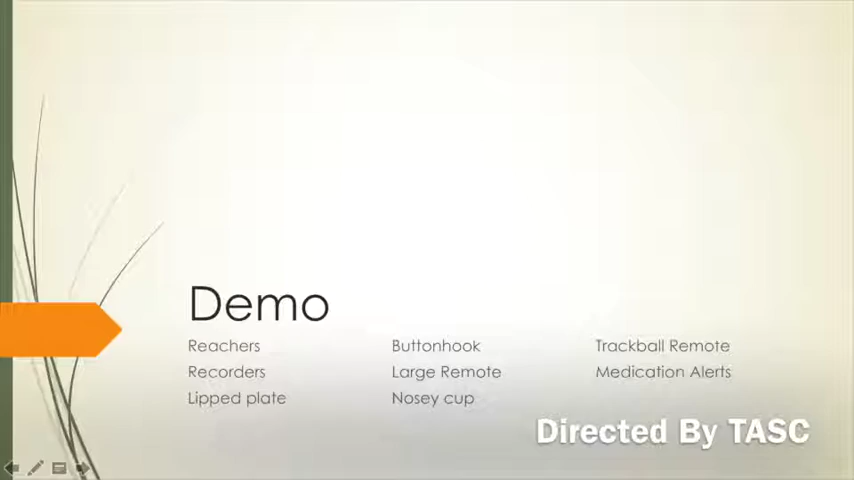 Demo
Reachers
Recorders
Lipped plate
Buttonhook
Large Remote
Nosey cup
Trackball Remote
Medication Alerts
Directed By TASC